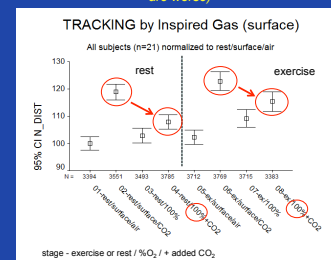 are worse)
TRACKING by Inspired Gas (surface)
All subjects (n=21) normalized to rest/surface/air
130
120
110
100
90
95% CI N_DIST
rest
exercise
N = 3394 3551 3493 3785 3712 3769 3715 3383
01-rest/surface/air
02-rest/surface/CO2
03-rest/100%
04-rest/100%+CO2
05-ex/surface/air
06-ex/surface/CO2
07-ex/100%
08-ex/100%+CO2
stage - exercise or rest / %O₂ / + added CO₂